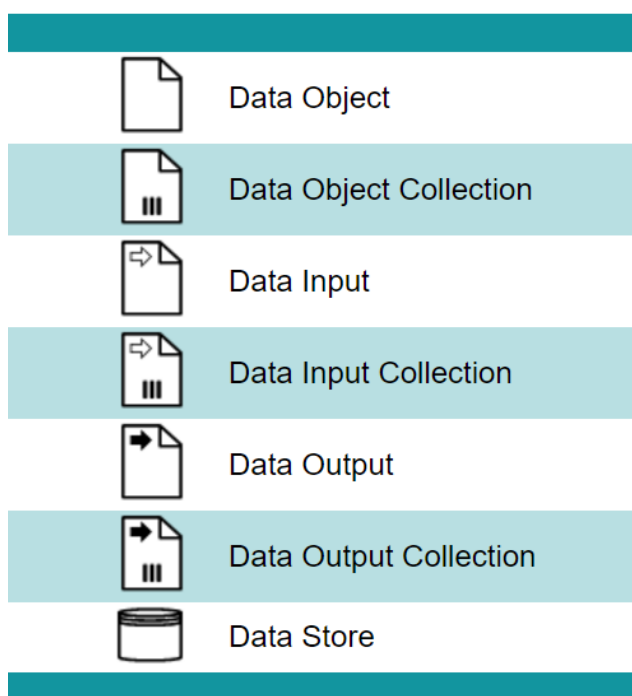 Data Object
Data Object Collection
Data Input
Data Input Collection
Data Output
Data Output Collection
Data Store